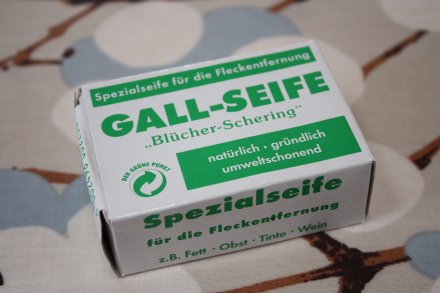 Spezialseife für die Fleckentfernung
GALL-SEIFE
„Blücher-Schering"
natürlich · gründlich
umweltschonend
DER GRÜNE PUNKT
Spezialseife
für die Fleckentfernung
z.B. Fett · Obst · Tinte · Wein